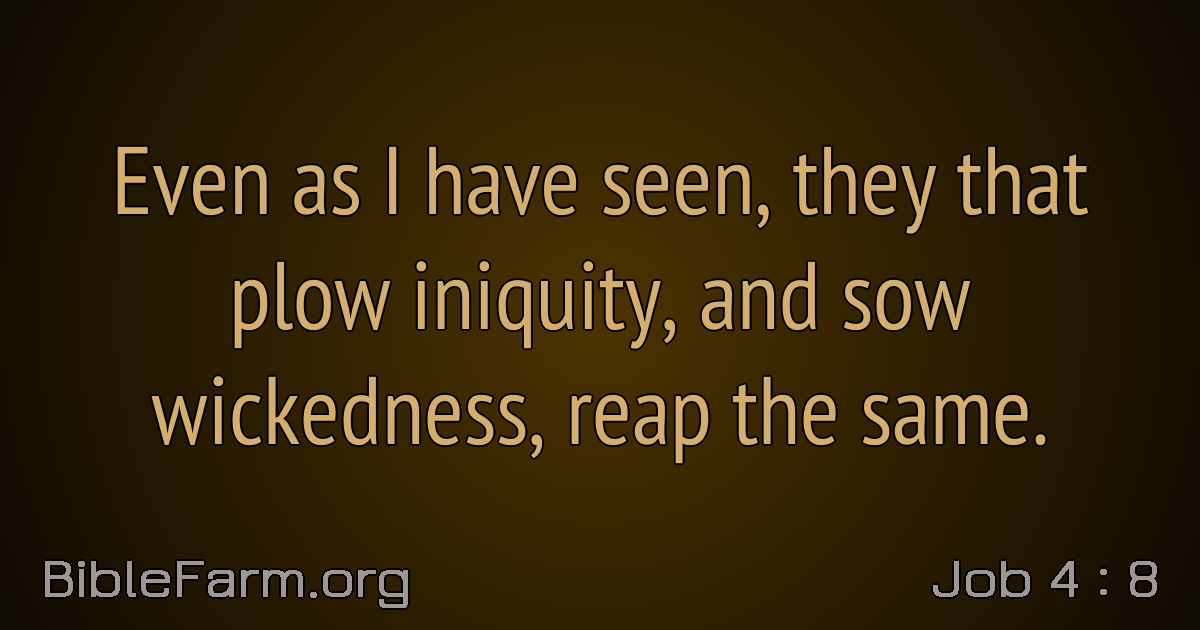 Even as I have seen, they that
plow iniquity, and sow
wickedness, reap the same.
BibleFarm.org
Job 4 : 8